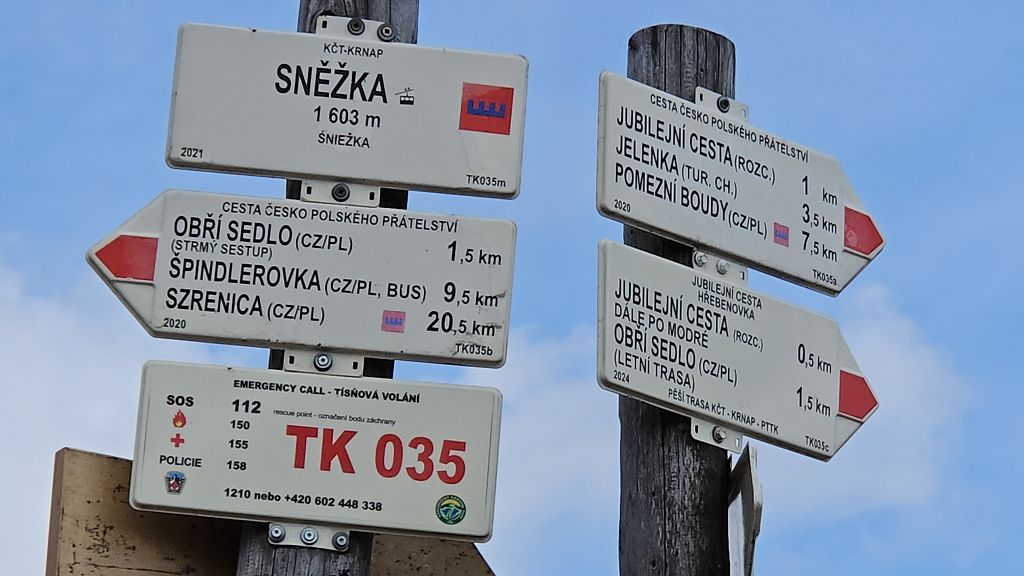 KČT-KRNAP
SNĚŽKA
1 603 m
ŚNIEŻKA
2021
TK035m
CESTA ČESKO POLSKÉHO PŘÁTELSTVÍ
OBŘÍ SEDLO (CZ/PL) 1,5 km
(STRMÝ SESTUP)
ŠPINDLEROVKA (CZ/PL, BUS) 9,5 km
SZRENICA (CZ/PL) 20,5 km
2020
TK035b
EMERGENCY CALL - TÍSŇOVÁ VOLÁNÍ
SOS 112
rescue point - označení bodu záchrany
150
TK 035
155
POLICIE 158
1210 nebo +420 602 448 338
CESTA ČESKO POLSKÉHO PŘÁTELSTVÍ
JUBILEJNÍ CESTA (ROZC.) 1 km
JELENKA (TUR. CH.) 3,5 km
POMEZNÍ BOUDY (CZ/PL) 7,5 km
2020
TK035a
JUBILEJNÍ CESTA
HŘEBENOVKA
JUBILEJNÍ CESTA (ROZC.) 0,5 km
DÁLE PO MODRÉ
OBŘÍ SEDLO (CZ/PL) 1,5 km
(LETNÍ TRASA)
2024
PĚŠÍ TRASA KČT - KRNAP - PTTK
TK035c